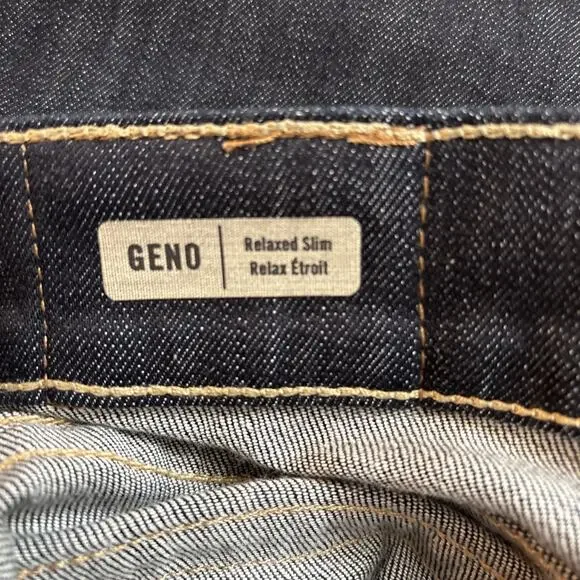 GENO
Relaxed Slim
Relax Étroit